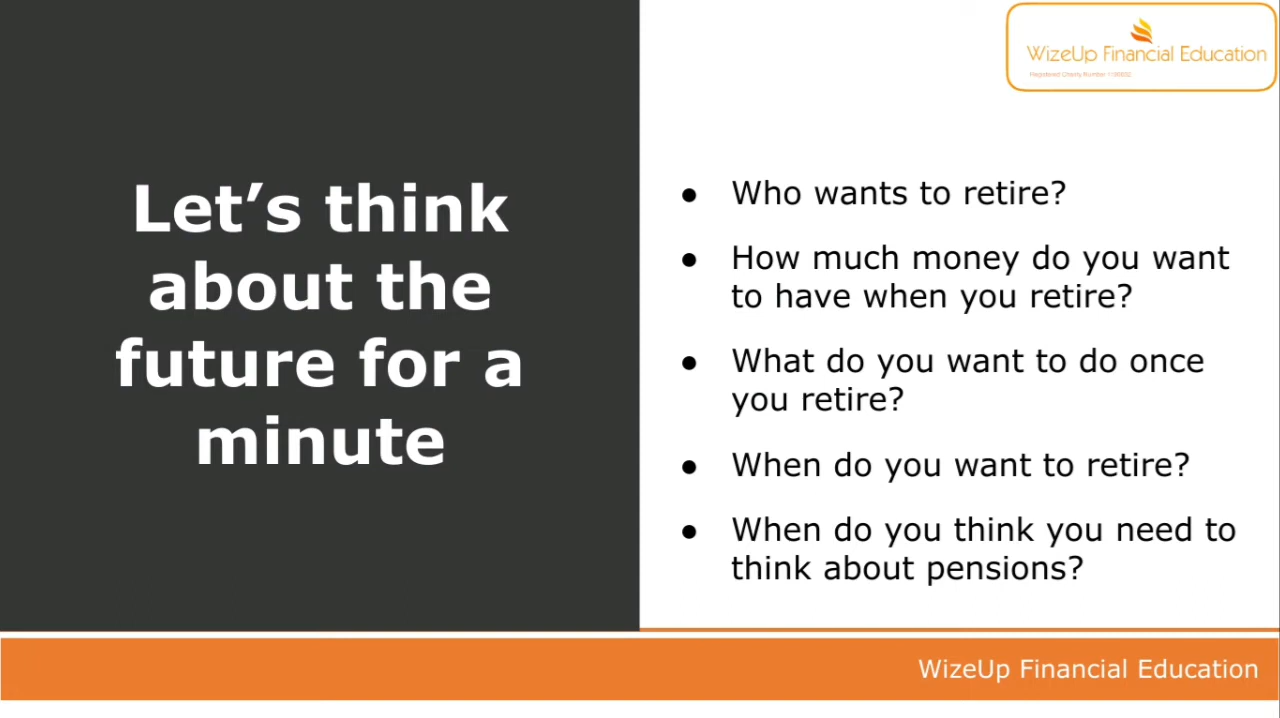 WizeUp Financial Education
Let’s think
about the
future for a
minute
● Who wants to retire?
● How much money do you want
to have when you retire?
● What do you want to do once
you retire?
● When do you want to retire?
● When do you think you need to
think about pensions?
WizeUp Financial Education